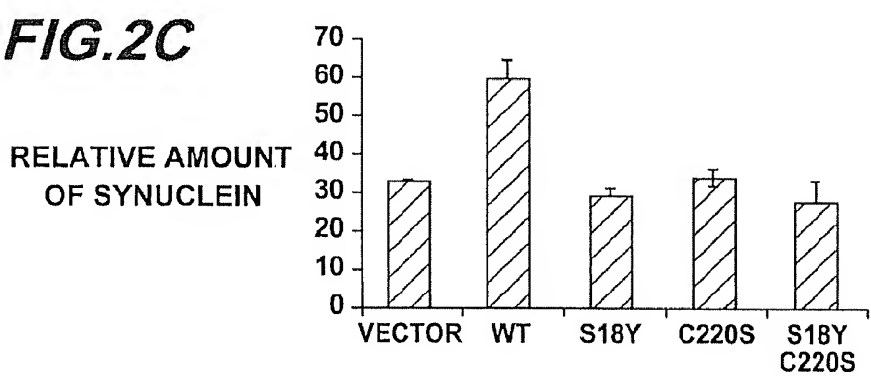 FIG.2C
RELATIVE AMOUNT
OF SYNUCLEIN
70
60
50
40
30
20
10
0
VECTOR
WT
S18Y
C220S
S18Y
C220S